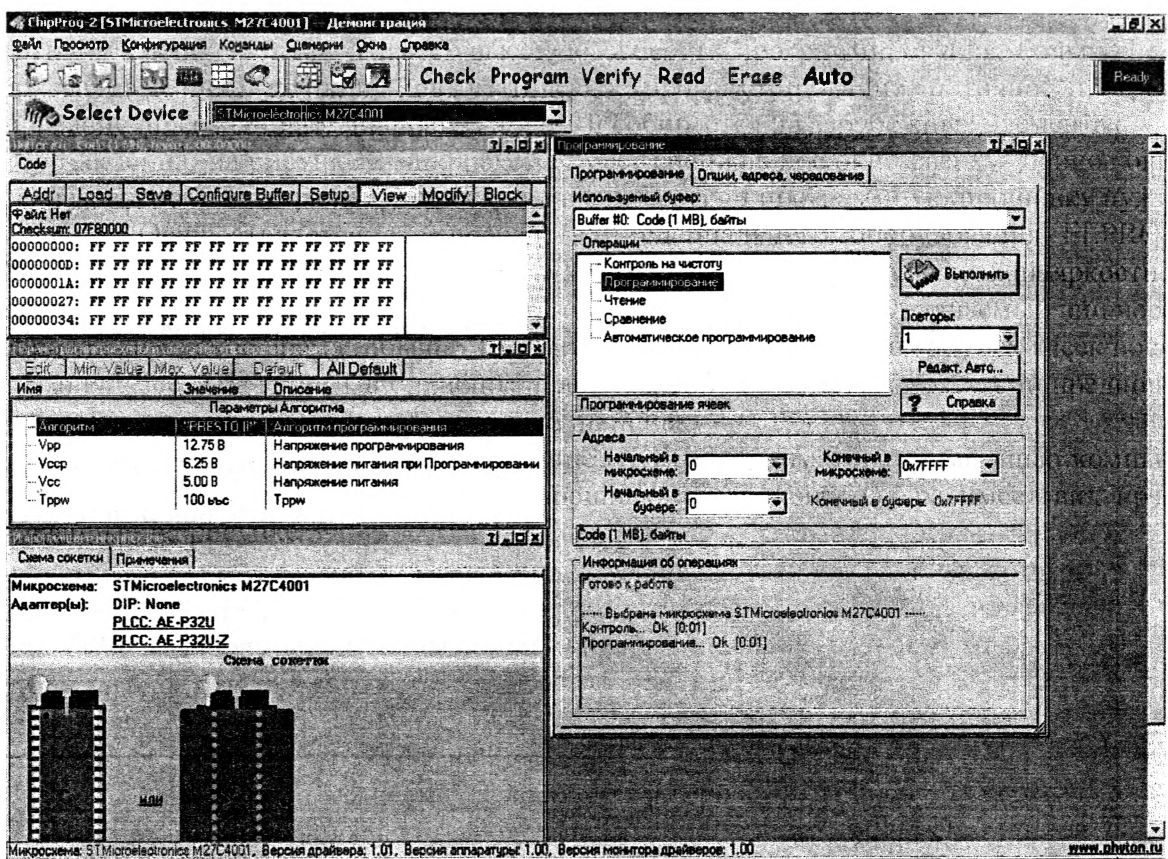 ChipProg-2 [STMicroelectronics M27C4001] - Демонстрация
Файл Просмотр Конфигурация Команды Сценарии Окна Справка
Check Program Verify Read Erase Auto
Ready
Select Device
STMicroelectronics M27C4001
Code
Addr Load Save Configure Buffer Setup View Modify Block
Файл: Нет
Checksum: 07F80000
00000000: FF FF FF FF FF FF FF FF FF FF FF FF FF
0000000D: FF FF FF FF FF FF FF FF FF FF FF FF FF
0000001A: FF FF FF FF FF FF FF FF FF FF FF FF FF
00000027: FF FF FF FF FF FF FF FF FF FF FF FF FF
00000034: FF FF FF FF FF FF FF FF FF FF FF FF FF
Edit Min. Value Max. Value Default All Default
Имя Значение Описание
Параметры Алгоритма
Алгоритм "PRESTO II" Алгоритм программирования
Vpp 12.75 В Напряжение программирования
Vccp 6.25 В Напряжение питания при Программировании
Vcc 5.00 В Напряжение питания
Tppw 100 Tppw
Схема сокетки Примечания
Микросхема: STMicroelectronics M27C4001
Адаптер(ы): DIP: None
PLCC: AE-P32U
PLCC: AE-P32U-Z
Схема сокетки
или
Программирование
Программирование Опции, адреса, чередование
Используемый буфер:
Buffer #0: Code (1 MB), байты
Операции
Контроль на чистоту
Программирование
Чтение
Сравнение
Автоматическое программирование
Программирование ячеек
Выполнить
Повторы:
1
Редакт. Авто...
? Справка
Адреса
Начальный в микросхеме: 0
Конечный в микросхеме: 0x7FFFF
Начальный в буфере: 0
Конечный в буфере: 0x7FFFF
Code (1 MB), байты
Информация об операциях
Готово к работе
----- Выбрана микросхема STMicroelectronics M27C4001 -----
Контроль... Ok [0:01]
Программирование... Ok [0:01]
Микросхема: STMicroelectronics M27C4001, Версия драйвера: 1.01, Версия аппаратуры: 1.00, Версия монитора драйверов: 1.00
www.phyton.ru